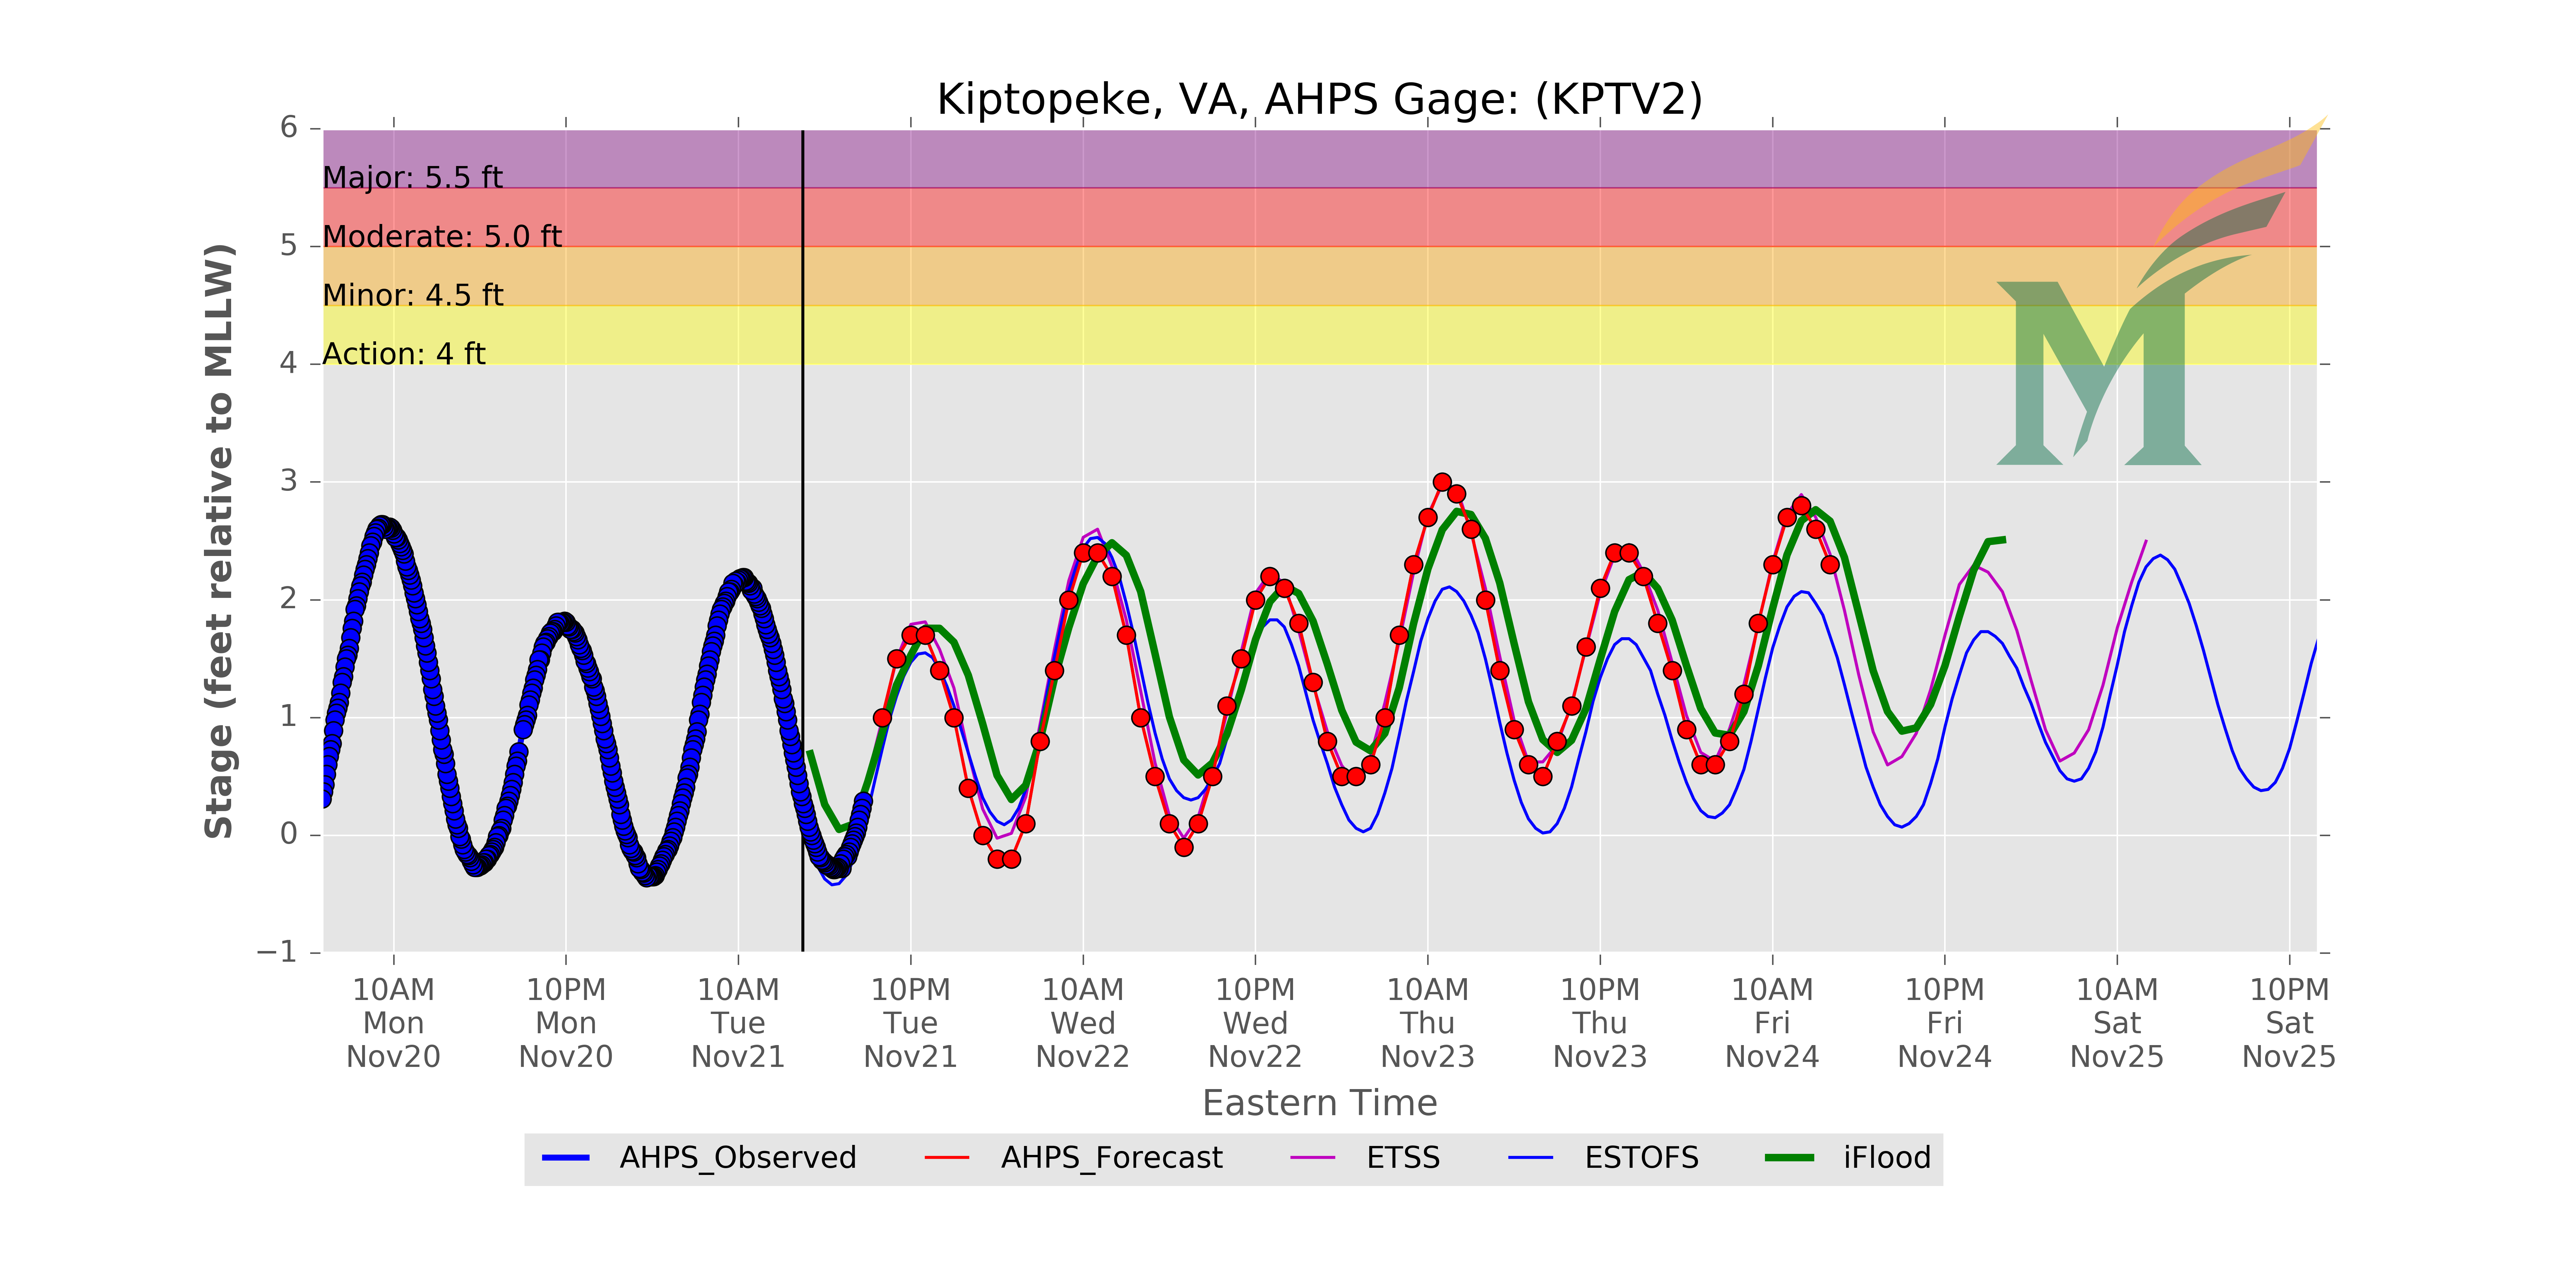 Kiptopeke, VA, AHPS Gage: (KPTV2)
6
Major: 5.5 ft
Moderate: 5.0 ft
5
Minor: 4.5 ft
Action: 4 ft
4
3
2
1
0
−1
Stage (feet relative to MLLW)
10AM 10PM 10AM 10PM 10AM 10PM 10AM 10PM 10AM 10PM 10AM 10PM
Mon Mon Tue Tue Wed Wed Thu Thu Fri Fri Sat Sat
Nov20 Nov20 Nov21 Nov21 Nov22 Nov22 Nov23 Nov23 Nov24 Nov24 Nov25 Nov25
Eastern Time
AHPS_Observed AHPS_Forecast ETSS ESTOFS iFlood
M